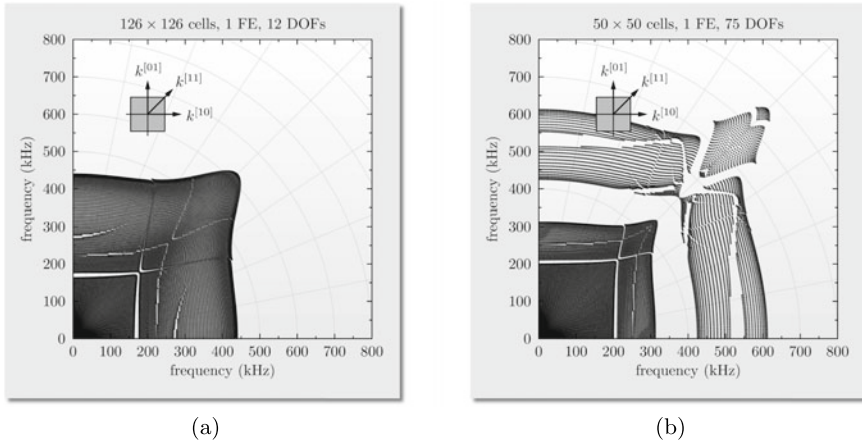 126 × 126 cells, 1 FE, 12 DOFs
800
700
600
500
400
300
200
100
0
frequency (kHz)
k[01]
k[11]
k[10]
0 100 200 300 400 500 600 700 800
frequency (kHz)
(a)
50 × 50 cells, 1 FE, 75 DOFs
800
700
600
500
400
300
200
100
0
frequency (kHz)
k[01]
k[11]
k[10]
0 100 200 300 400 500 600 700 800
frequency (kHz)
(b)